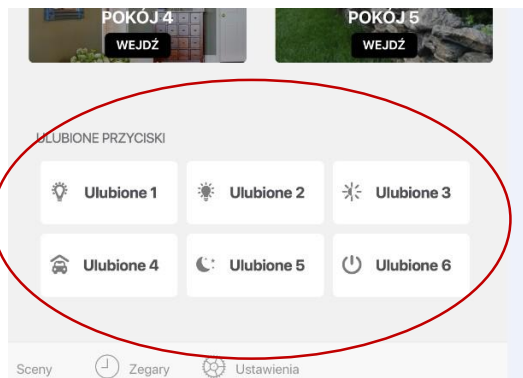 POKÓJ 4 POKÓJ 5
WEJDŹ WEJDŹ
ULUBIONE PRZYCISKI
Ulubione 1 Ulubione 2 Ulubione 3
Ulubione 4 Ulubione 5 Ulubione 6
Sceny Zegary Ustawienia